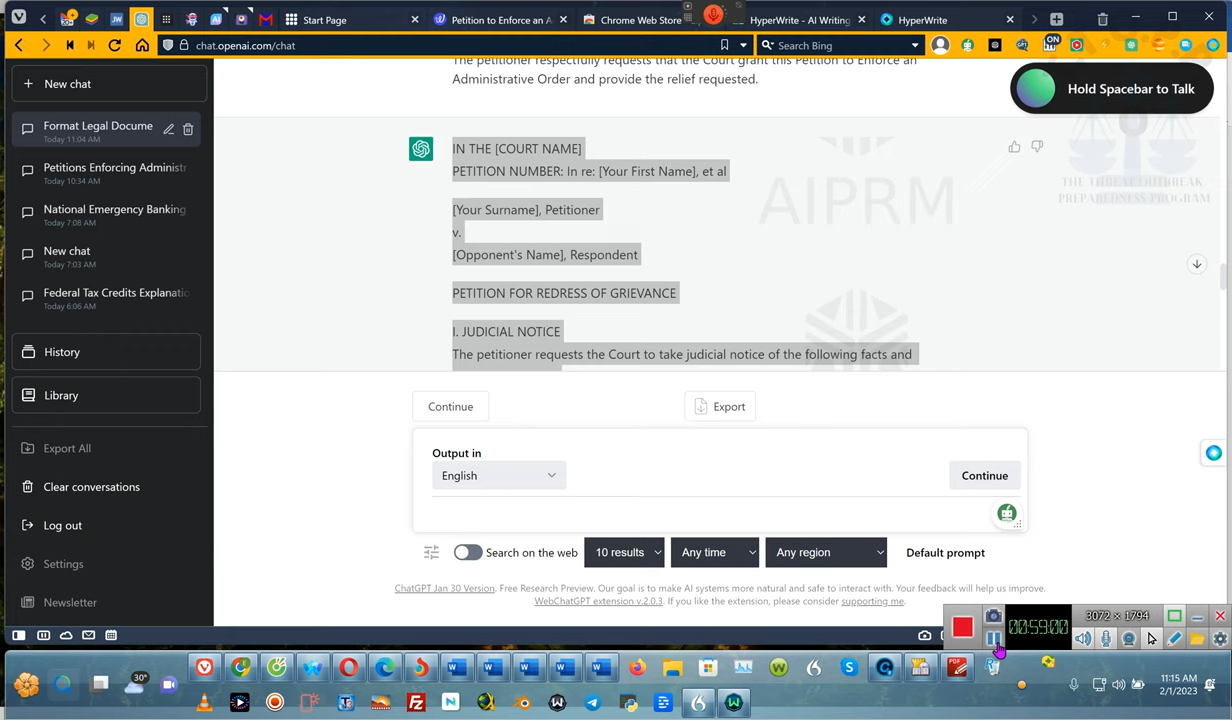 Start Page
Petition to Enforce an A
Chrome Web Store
HyperWrite - AI Writing
HyperWrite
chat.openai.com/chat
Search Bing
ON
New chat
The petitioner respectfully requests that the Court grant this Petition to Enforce an
Administrative Order and provide the relief requested.
Hold Spacebar to Talk
Format Legal Docume
Today 11:04 AM
Petitions Enforcing Administr
Today 10:34 AM
National Emergency Banking
Today 7:08 AM
New chat
Today 7:03 AM
Federal Tax Credits Explanatio
Today 6:06 AM
History
Library
Export All
Clear conversations
Log out
Settings
Newsletter
IN THE [COURT NAME]
PETITION NUMBER: In re: [Your First Name], et al
[Your Surname], Petitioner
v.
[Opponent's Name], Respondent
PETITION FOR REDRESS OF GRIEVANCE
I. JUDICIAL NOTICE
The petitioner requests the Court to take judicial notice of the following facts and
AIPRM
THE THREAT OUTBREAK
PREPAREDNESS PROGRAM
Continue
Export
Output in
English
Continue
Search on the web
10 results
Any time
Any region
Default prompt
ChatGPT Jan 30 Version. Free Research Preview. Our goal is to make AI systems more natural and safe to interact with. Your feedback will help us improve.
WebChatGPT extension v.2.0.3. If you like the extension, please consider supporting me.
00:59:00
3072 × 1794
30°
11:15 AM
2/1/2023